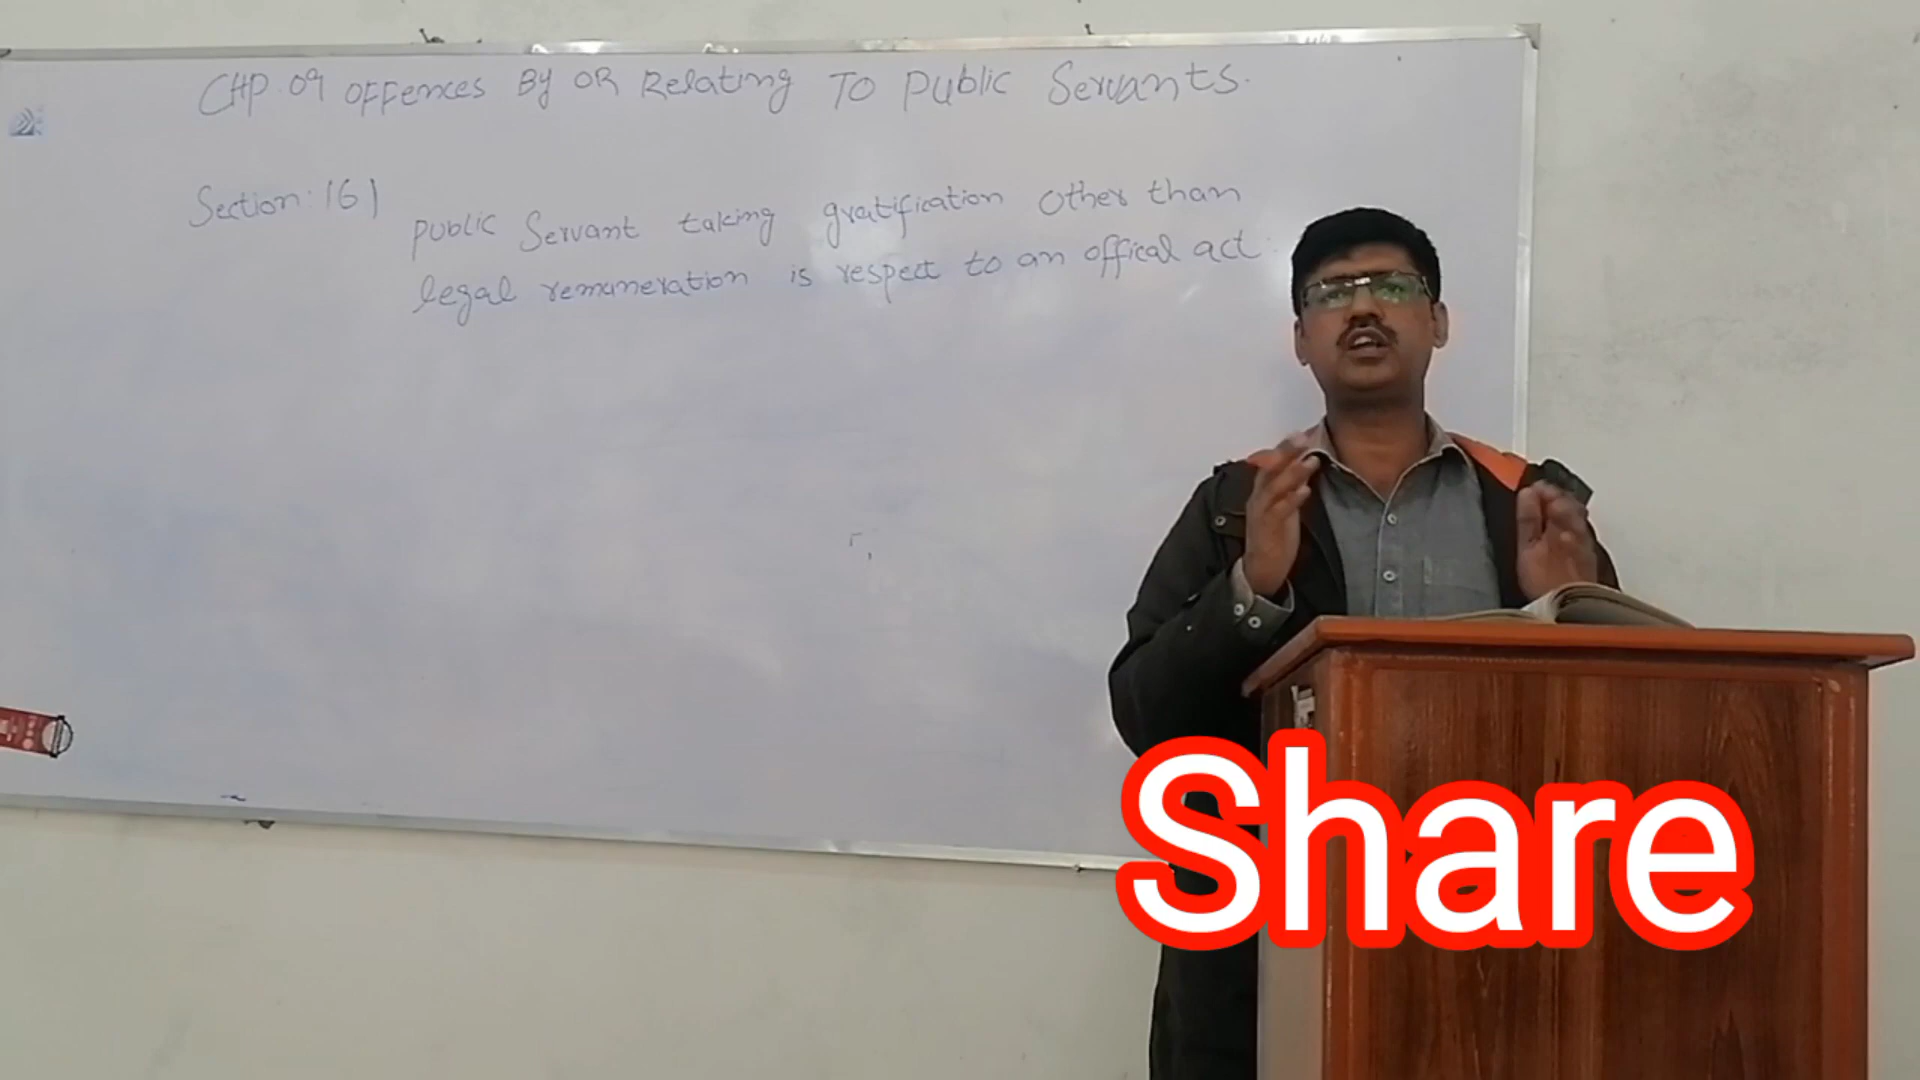 CHP. 09 OFFences By OR Relating TO Public Servants.
Section: 161
Public Servant taking gratification other than
legal remuneration is respect to an offical act
Share